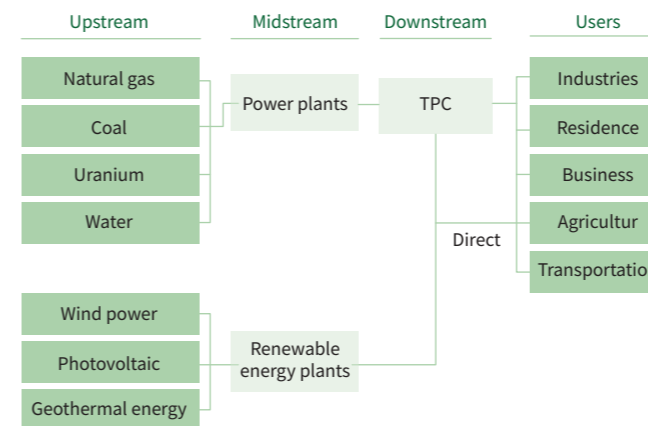 Upstream
Midstream
Downstream
Users
Natural gas
Coal
Uranium
Water
Power plants
TPC
Industries
Residence
Business
Agricultur
Transportatio
Direct
Wind power
Photovoltaic
Geothermal energy
Renewable
energy plants